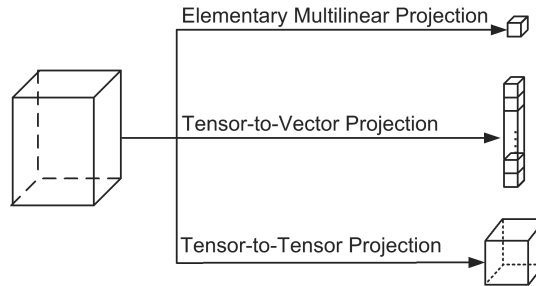 Elementary Multilinear Projection
Tensor-to-Vector Projection
Tensor-to-Tensor Projection